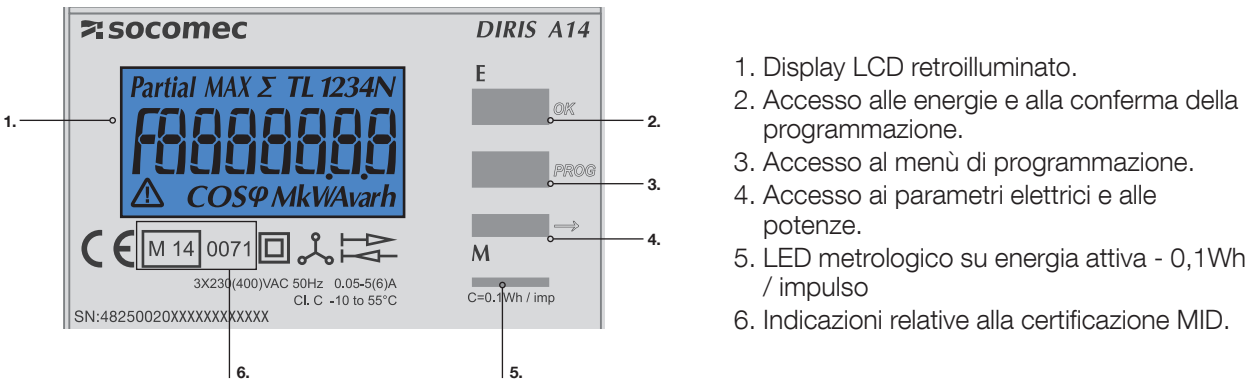 socomec
DIRIS A14
Partial MAX Σ TL 1234N
F8888888.8.8
COSφ MkWAvarh
E
OK
PROG
→
M
C=0.1Wh / imp
CE M 14 0071
3X230(400)VAC 50Hz 0.05-5(6)A
Cl. C -10 to 55°C
SN:48250020XXXXXXXXXXXX
1.
2.
3.
4.
5.
6.
1. Display LCD retroilluminato.
2. Accesso alle energie e alla conferma della
programmazione.
3. Accesso al menù di programmazione.
4. Accesso ai parametri elettrici e alle
potenze.
5. LED metrologico su energia attiva - 0,1Wh
/ impulso
6. Indicazioni relative alla certificazione MID.